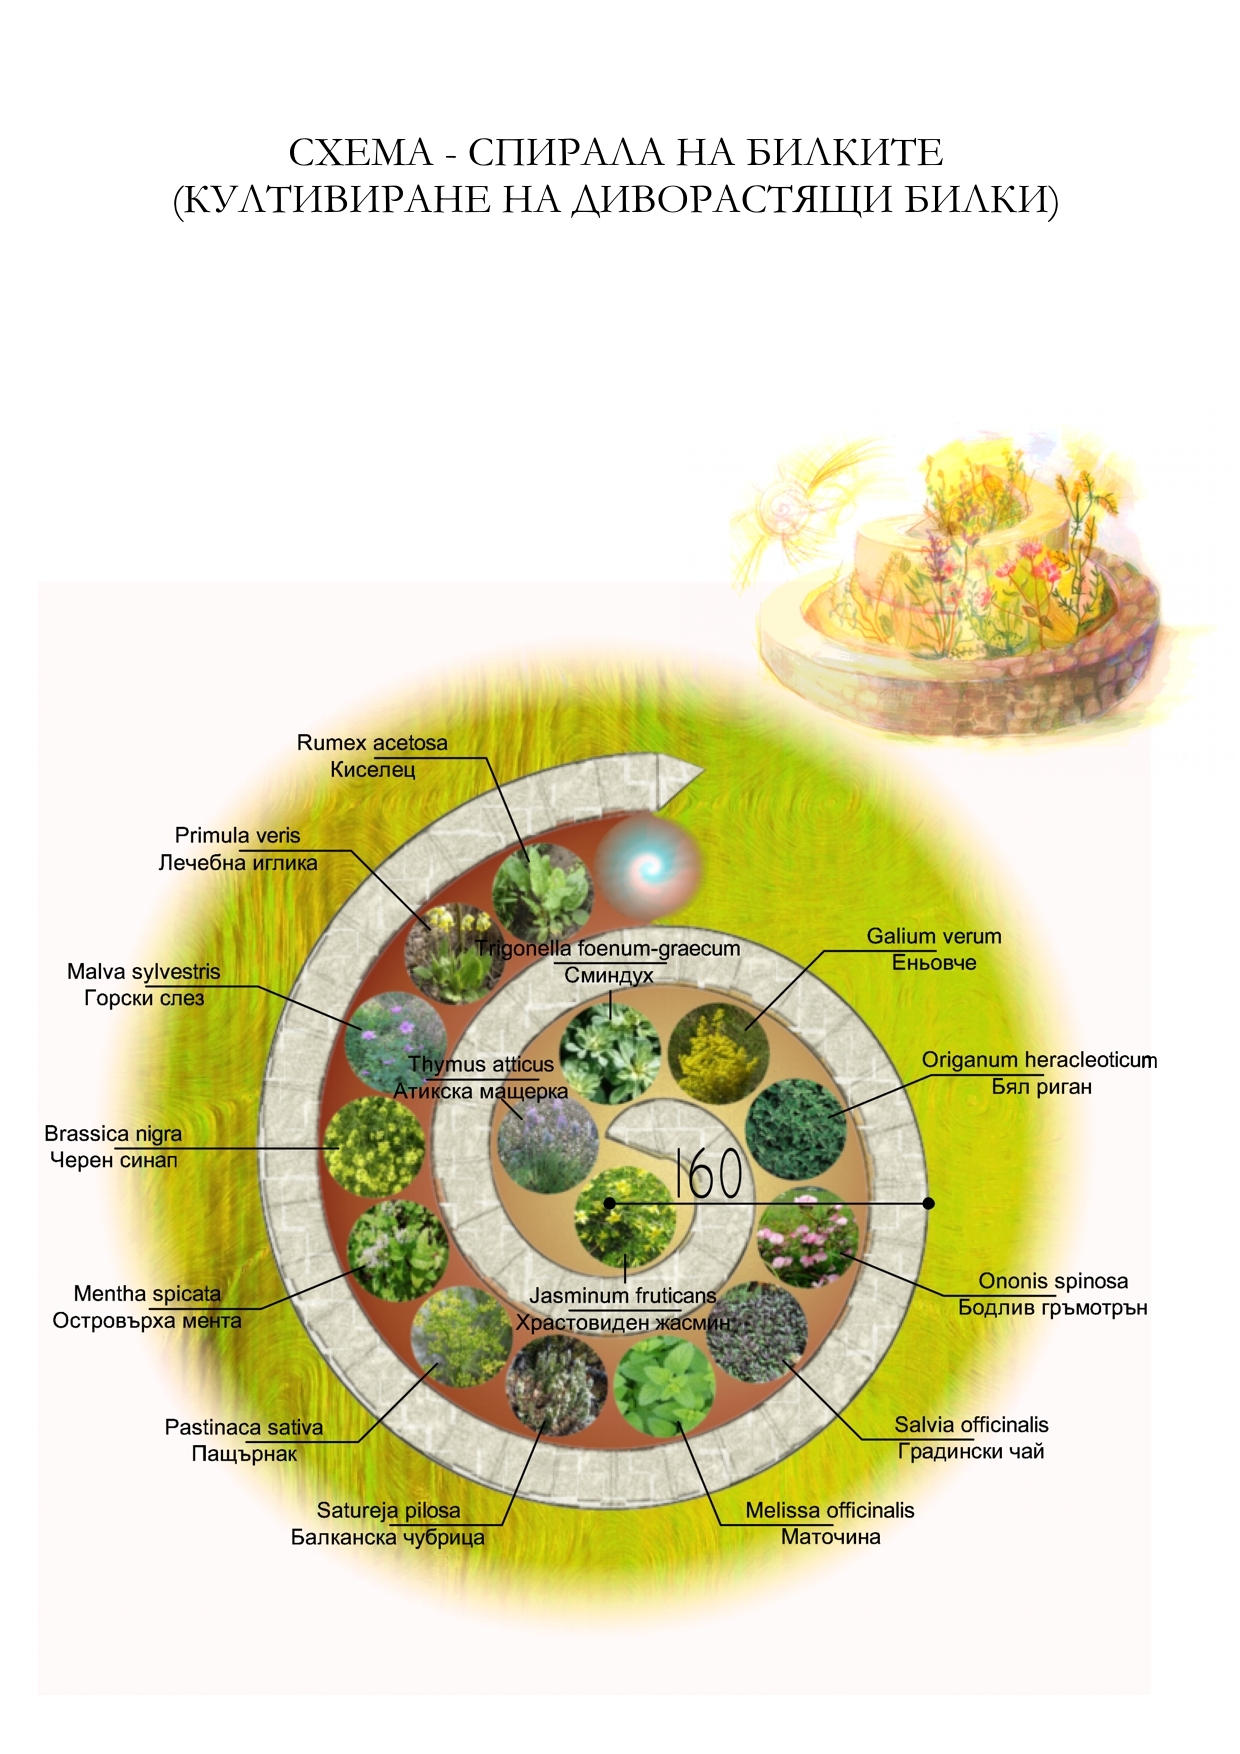 СХЕМА - СПИРАЛА НА БИЛКИТЕ
(КУЛТИВИРАНЕ НА ДИВОРАСТЯЩИ БИЛКИ)
Rumex acetosa
Киселец
Primula veris
Лечебна иглика
Trigonella foenum-graecum
Сминдух
Galium verum
Еньовче
Malva sylvestris
Горски слез
Thymus atticus
Атикска мащерка
Origanum heracleoticum
Бял риган
Brassica nigra
Черен синап
160
Mentha spicata
Островърха мента
Jasminum fruticans
Храстовиден жасмин
Ononis spinosa
Бодлив гръмотрън
Pastinaca sativa
Пащърнак
Salvia officinalis
Градински чай
Satureja pilosa
Балканска чубрица
Melissa officinalis
Маточина